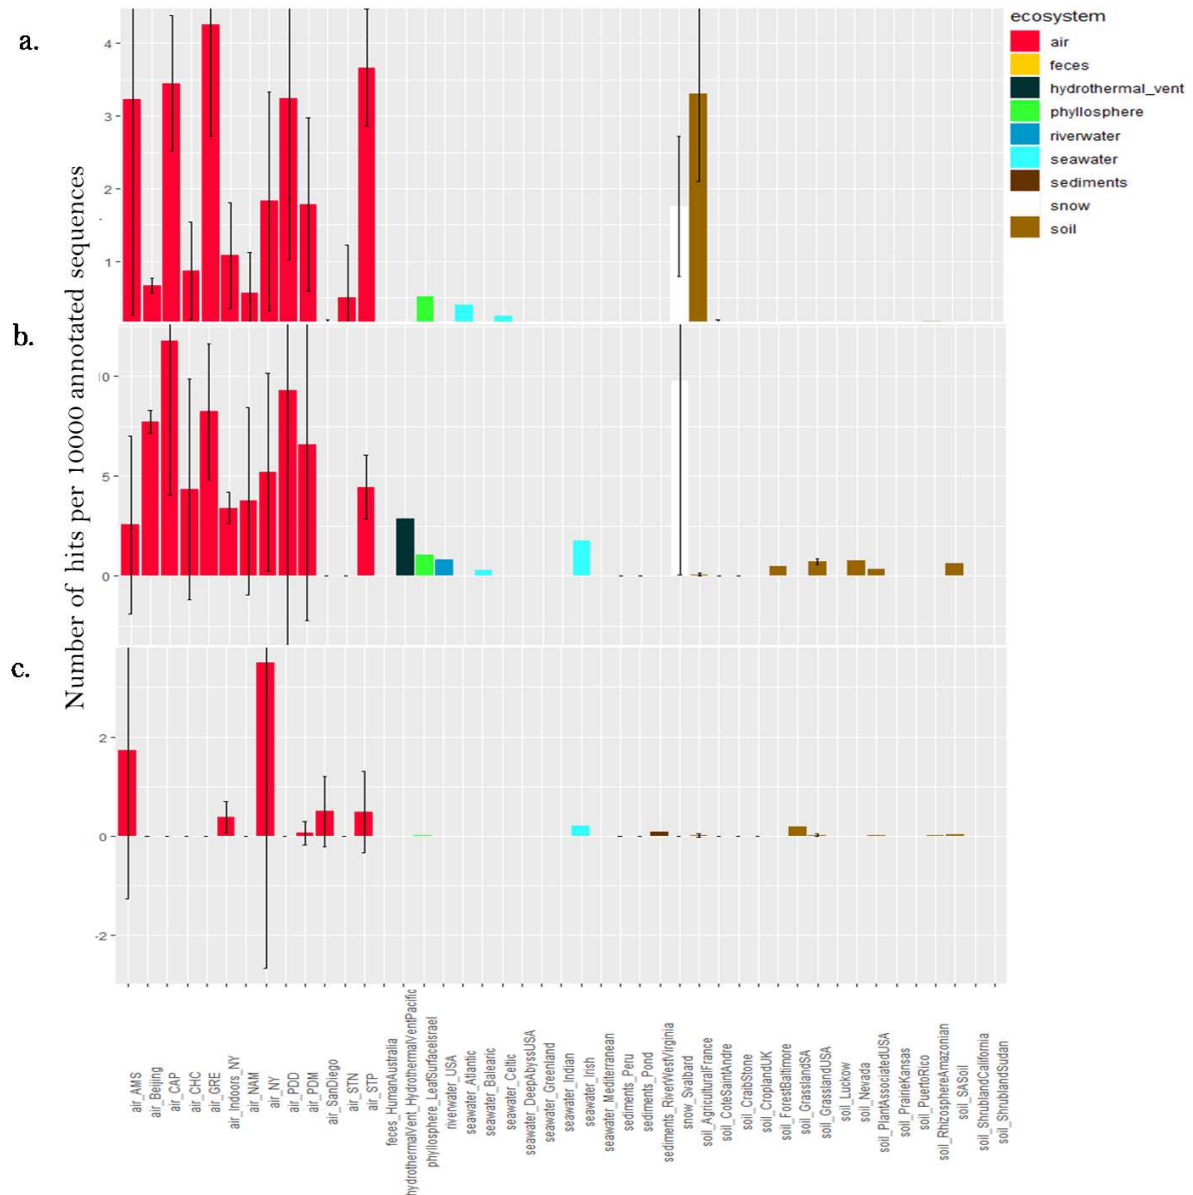 a.
b.
c.
Number of hits per 10000 annotated sequences
4
3
2
1
10
5
0
2
0
-2
ecosystem
air
feces
hydrothermal_vent
phyllosphere
riverwater
seawater
sediments
snow
soil
air_AMS
air_Beijing
air_CAP
air_CHC
air_GRE
air_Indoors_NY
air_NAM
air_NY
air_PDD
air_PDM
air_SanDiego
air_STN
air_STP
feces_HumanAustralia
hydrothermalVent_HydrothermalVentPacific
phyllosphere_LeafSurfaceIsrael
riverwater_USA
seawater_Atlantic
seawater_Balearic
seawater_Celtic
seawater_DeepAbyssUSA
seawater_Greenland
seawater_Indian
seawater_Irish
seawater_Mediterranean
sediments_Peru
sediments_Pond
sediments_RiverWestVirginia
snow_Svalbard
soil_AgriculturalFrance
soil_CoteSaintAndre
soil_CraibStone
soil_CroplandUK
soil_ForestBaltimore
soil_GrasslandSA
soil_GrasslandUSA
soil_Luckow
soil_Nevada
soil_PlantAssociatedUSA
soil_PrairieKansas
soil_PuertoRico
soil_RhizosphereAmazonian
soil_SASoil
soil_ShrublandCalifornia
soil_ShrublandSudan